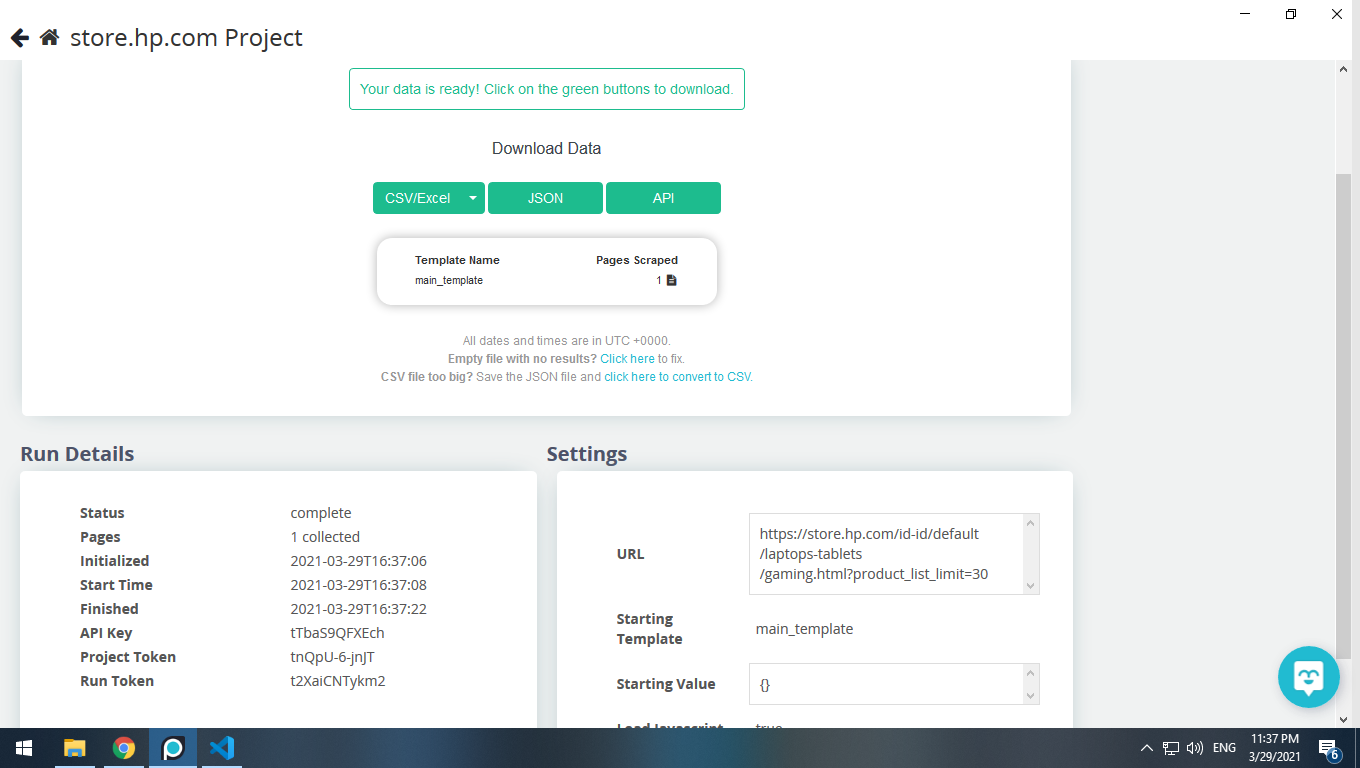 store.hp.com Project
Your data is ready! Click on the green buttons to download.
Download Data
CSV/Excel JSON API
Template Name Pages Scraped
main_template 1
All dates and times are in UTC +0000.
Empty file with no results? Click here to fix.
CSV file too big? Save the JSON file and click here to convert to CSV.
Run Details
Status complete
Pages 1 collected
Initialized 2021-03-29T16:37:06
Start Time 2021-03-29T16:37:08
Finished 2021-03-29T16:37:22
API Key tTbaS9QFXEch
Project Token tnQpU-6-jnJT
Run Token t2XaiCNTykm2
Settings
URL
https://store.hp.com/id-id/default
/laptops-tablets
/gaming.html?product_list_limit=30
Starting
Template
main_template
Starting Value {}
Load Javascript true
ENG
11:37 PM
3/29/2021
6